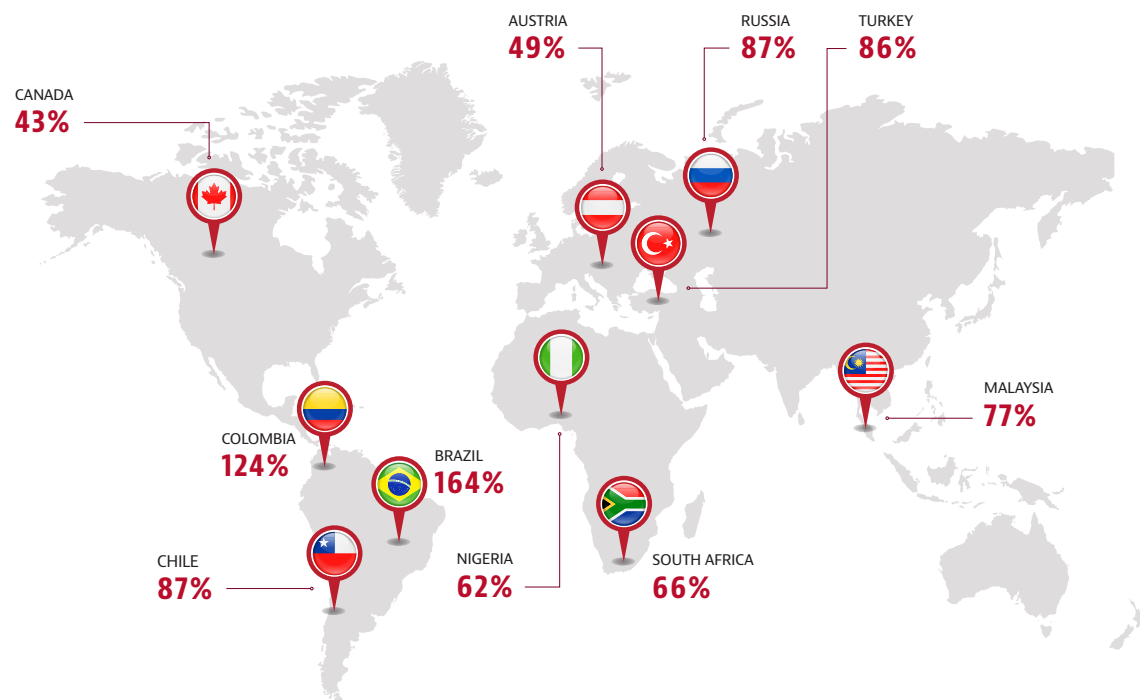 AUSTRIA
49%
RUSSIA
87%
TURKEY
86%
CANADA
43%
MALAYSIA
77%
COLOMBIA
124%
BRAZIL
164%
CHILE
87%
NIGERIA
62%
SOUTH AFRICA
66%